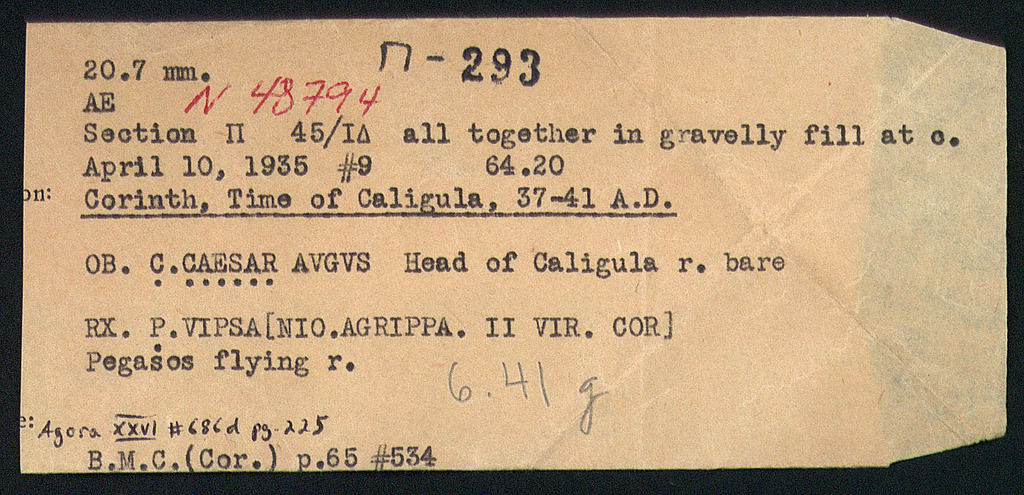 20.7 mm. Π - 293
AE N 48794
Section Π 45/ΙΔ all together in gravelly fill at c.
April 10, 1935 #9 64.20
on: Corinth, Time of Caligula, 37-41 A.D.
OB. C.CAESAR AVGVS Head of Caligula r. bare
RX. P.VIPSA[NIO.AGRIPPA. II VIR. COR]
Pegasos flying r.
6.41 g
e: Agora XXVI #686d pg. 225
B.M.C.(Cor.) p.65 #534